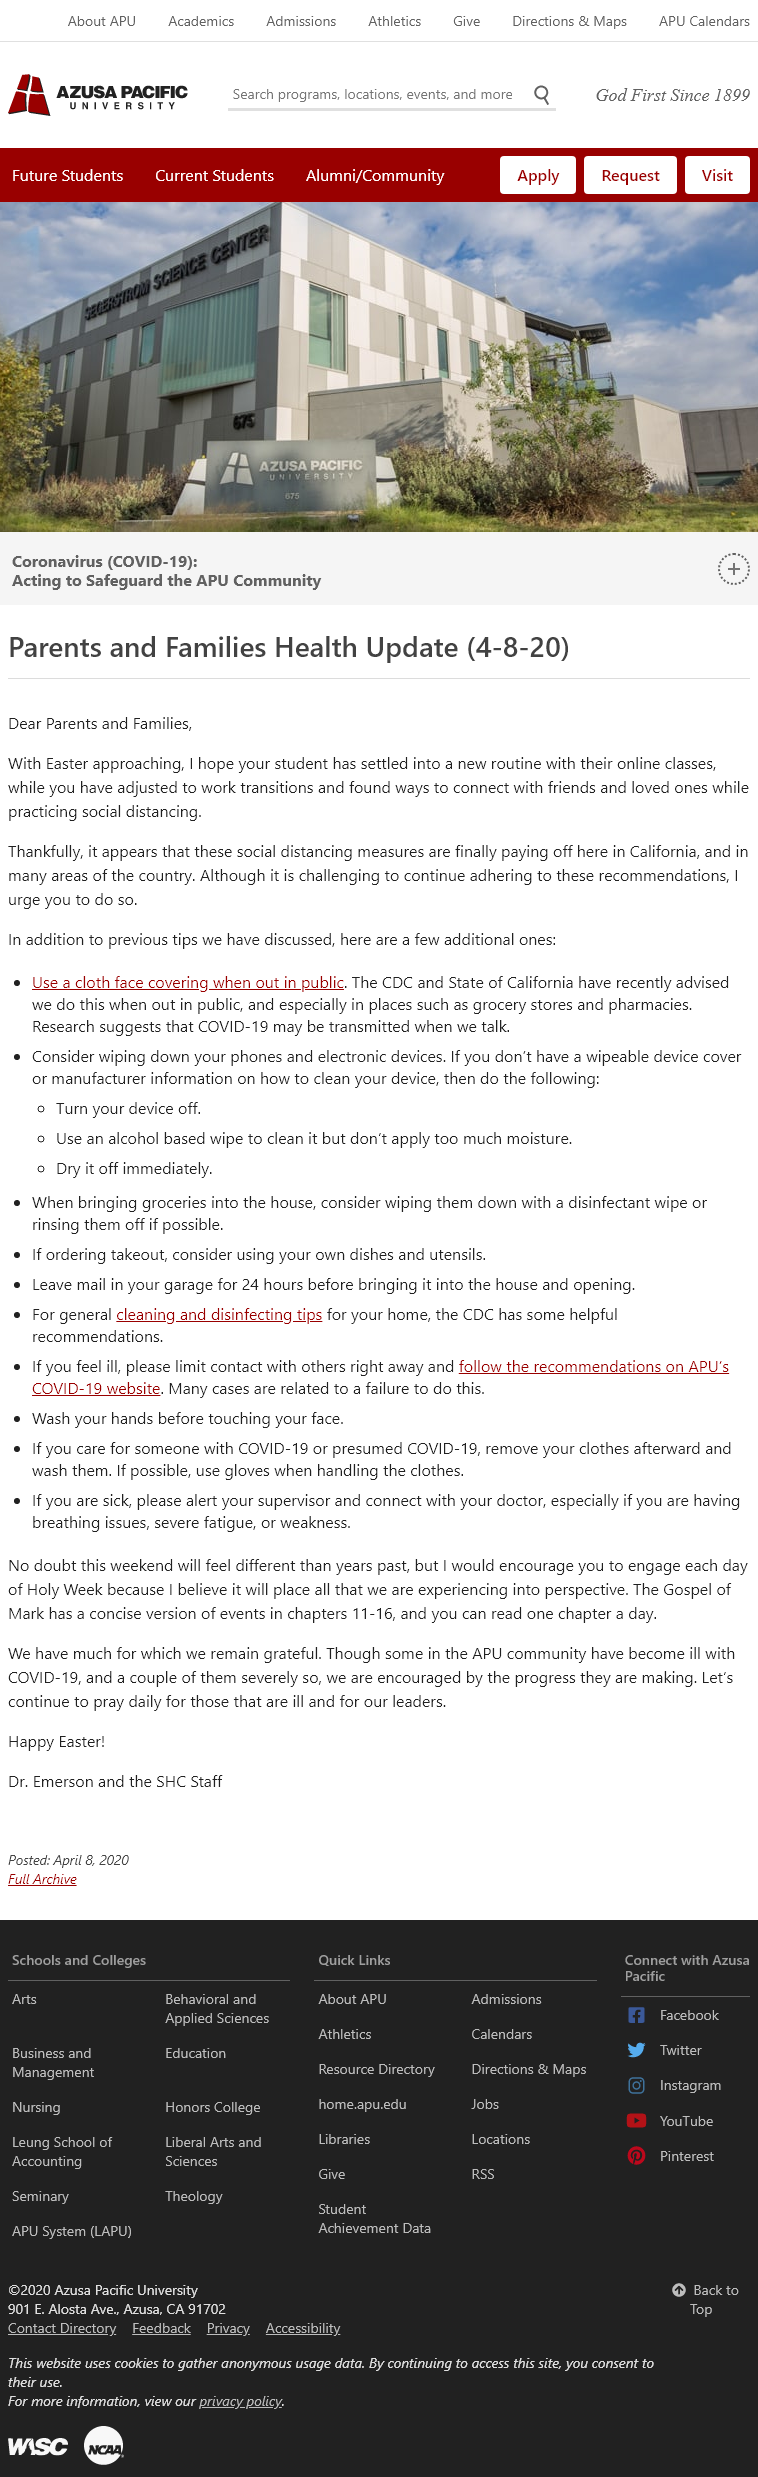 About APU Academics Admissions Athletics Give Directions & Maps APU Calendars
AZUSA PACIFIC
UNIVERSITY
Search programs, locations, events, and more
God First Since 1899
Future Students Current Students Alumni/Community Apply Request Visit
SEGERSTROM SCIENCE CENTER
675
AZUSA PACIFIC
UNIVERSITY
675
Coronavirus (COVID-19):
Acting to Safeguard the APU Community
Parents and Families Health Update (4-8-20)
Dear Parents and Families,
With Easter approaching, I hope your student has settled into a new routine with their online classes,
while you have adjusted to work transitions and found ways to connect with friends and loved ones while
practicing social distancing.
Thankfully, it appears that these social distancing measures are finally paying off here in California, and in
many areas of the country. Although it is challenging to continue adhering to these recommendations, I
urge you to do so.
In addition to previous tips we have discussed, here are a few additional ones:
• Use a cloth face covering when out in public. The CDC and State of California have recently advised
we do this when out in public, and especially in places such as grocery stores and pharmacies.
Research suggests that COVID-19 may be transmitted when we talk.
• Consider wiping down your phones and electronic devices. If you don't have a wipeable device cover
or manufacturer information on how to clean your device, then do the following:
◦ Turn your device off.
◦ Use an alcohol based wipe to clean it but don't apply too much moisture.
◦ Dry it off immediately.
• When bringing groceries into the house, consider wiping them down with a disinfectant wipe or
rinsing them off if possible.
• If ordering takeout, consider using your own dishes and utensils.
• Leave mail in your garage for 24 hours before bringing it into the house and opening.
• For general cleaning and disinfecting tips for your home, the CDC has some helpful
recommendations.
• If you feel ill, please limit contact with others right away and follow the recommendations on APU's
COVID-19 website. Many cases are related to a failure to do this.
• Wash your hands before touching your face.
• If you care for someone with COVID-19 or presumed COVID-19, remove your clothes afterward and
wash them. If possible, use gloves when handling the clothes.
• If you are sick, please alert your supervisor and connect with your doctor, especially if you are having
breathing issues, severe fatigue, or weakness.
No doubt this weekend will feel different than years past, but I would encourage you to engage each day
of Holy Week because I believe it will place all that we are experiencing into perspective. The Gospel of
Mark has a concise version of events in chapters 11-16, and you can read one chapter a day.
We have much for which we remain grateful. Though some in the APU community have become ill with
COVID-19, and a couple of them severely so, we are encouraged by the progress they are making. Let's
continue to pray daily for those that are ill and for our leaders.
Happy Easter!
Dr. Emerson and the SHC Staff
Posted: April 8, 2020
Full Archive
Schools and Colleges
Arts
Behavioral and
Applied Sciences
Business and
Management
Education
Nursing
Honors College
Leung School of
Accounting
Liberal Arts and
Sciences
Seminary
Theology
APU System (LAPU)
Quick Links
About APU
Admissions
Athletics
Calendars
Resource Directory
Directions & Maps
home.apu.edu
Jobs
Libraries
Locations
Give
RSS
Student
Achievement Data
Connect with Azusa
Pacific
Facebook
Twitter
Instagram
YouTube
Pinterest
©2020 Azusa Pacific University
901 E. Alosta Ave., Azusa, CA 91702
Contact Directory Feedback Privacy Accessibility
Back to
Top
This website uses cookies to gather anonymous usage data. By continuing to access this site, you consent to
their use.
For more information, view our privacy policy.
WASC
NCAA